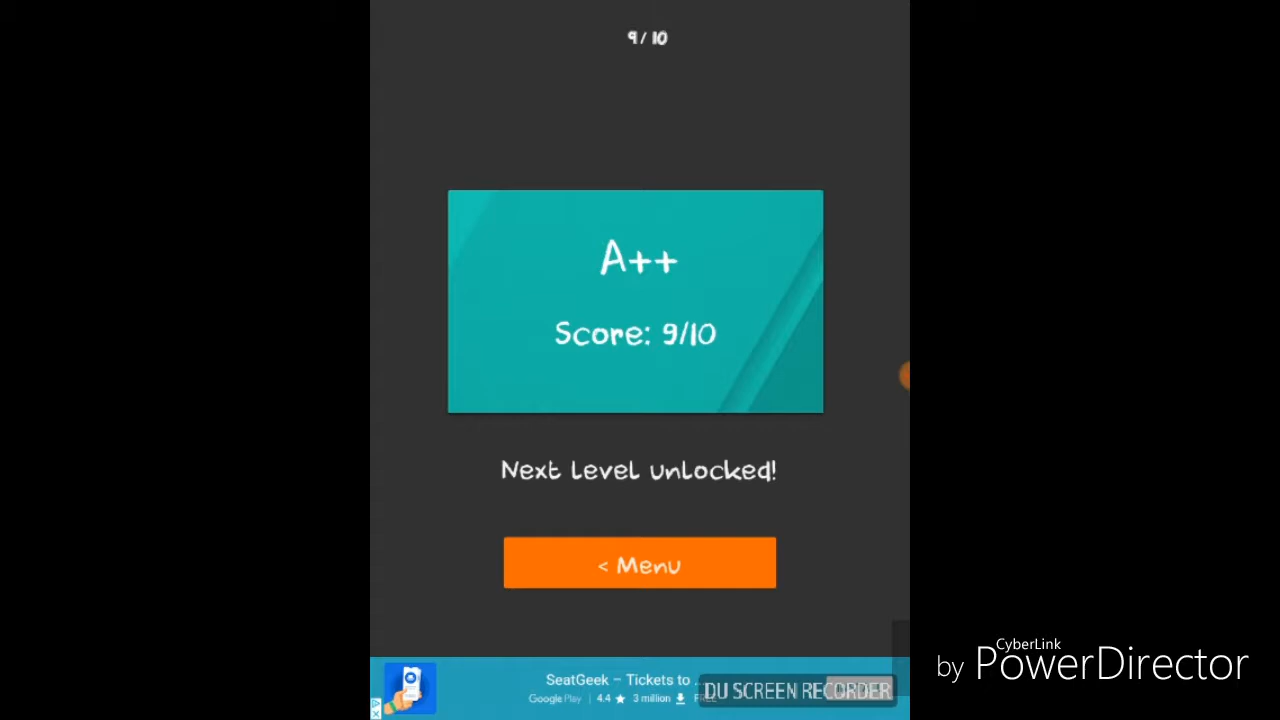 9/10
A++
Score: 9/10
Next level unlocked!
< Menu
SeatGeek – Tickets to ...
Google Play | 4.4 ★ 3 million
DU SCREEN RECORDER
CyberLink
by PowerDirector